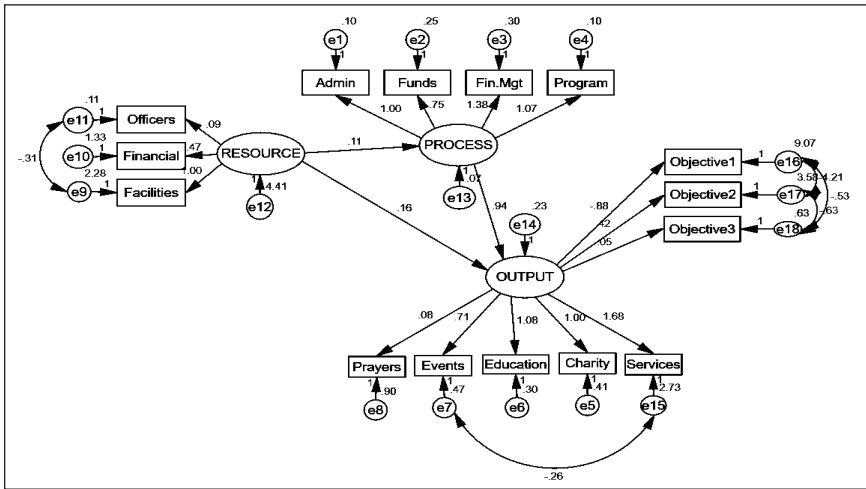 .10 .25 .30 .10
e1 e2 e3 e4
1 1 1 1
Admin Funds Fin.Mgt Program
1.00 .75 1.38 1.07
.11
e11 1 Officers .09
1.33
e10 1 Financial .47
2.28
e9 1 Facilities 1.00
-.31
RESOURCE .11 PROCESS
1 4.41
e12
1 .07
e13
.16 .94
.23
e14
1
OUTPUT
9.07
Objective1 1 e16
3.58 -4.21
Objective2 1 e17
-.53
.63 -.63
Objective3 1 e18
-.88
.42
.05
.08 .71 1.08 1.00 1.68
Prayers Events Education Charity Services
1 1 1 1 1
.90 .47 .30 .41 2.73
e8 e7 e6 e5 e15
-.26